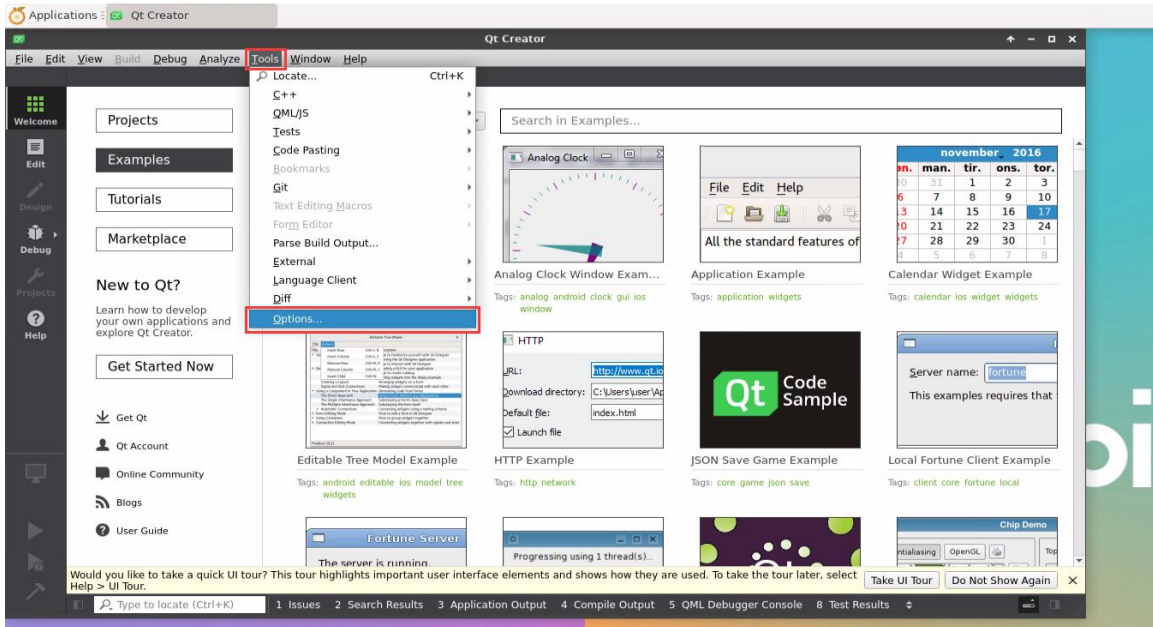 Applications
Qt Creator
Qt Creator
File Edit View Build Debug Analyze Tools Window Help
Locate... Ctrl+K
C++
QML/JS
Tests
Code Pasting
Bookmarks
Git
Text Editing Macros
Form Editor
Parse Build Output...
External
Language Client
Diff
Options...
Welcome
Edit
Design
Debug
Projects
Help
Projects
Examples
Tutorials
Marketplace
New to Qt?
Learn how to develop
your own applications and
explore Qt Creator.
Get Started Now
Get Qt
Qt Account
Online Community
Blogs
User Guide
Search in Examples...
Analog Clock
Analog Clock Window Exam...
Tags: analog android clock gui ios
window
File Edit Help
All the standard features of
Application Example
Tags: application widgets
november 2016
man. tir. ons. tor.
31 1 2 3
6 7 8 9 10
14 15 16 17
21 22 23 24
28 29 30 1
4 5 6 7 8
Calendar Widget Example
Tags: calendar ios widget widgets
Editable Tree Model Example
Tags: android editable ios model tree
widgets
HTTP
URL: http://www.qt.io
Download directory: C:\Users\user\Ap
Default file: index.html
Launch file
HTTP Example
Tags: http network
Qt Code
Sample
JSON Save Game Example
Tags: core game json save
Server name: fortune
This examples requires that
Local Fortune Client Example
Tags: client core fortune local
Fortune Server
The server is running.
Progressing using 1 thread(s)...
Chip Demo
OpenGL
Top
Would you like to take a quick UI tour? This tour highlights important user interface elements and shows how they are used. To take the tour later, select
Help > UI Tour.
Take UI Tour
Do Not Show Again
Type to locate (Ctrl+K)
1 Issues 2 Search Results 3 Application Output 4 Compile Output 5 QML Debugger Console 8 Test Results